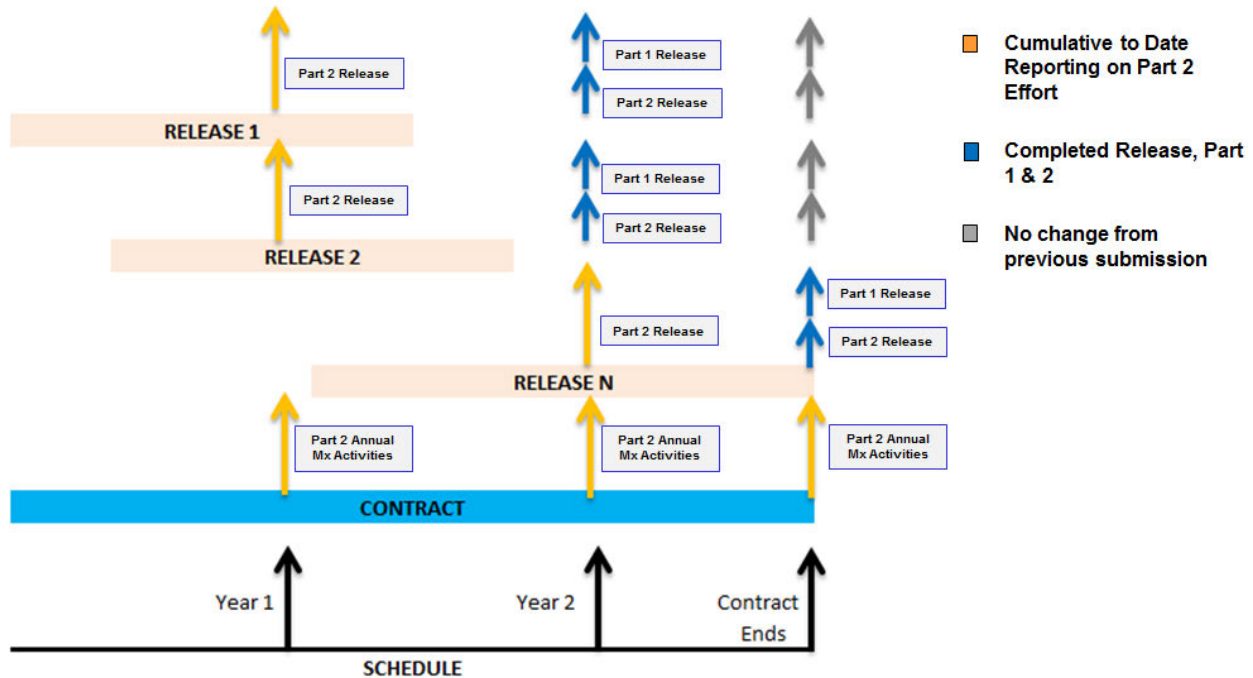 Part 2 Release
Part 1 Release
Part 2 Release
RELEASE 1
Part 2 Release
Part 1 Release
Part 2 Release
RELEASE 2
Part 2 Release
Part 1 Release
Part 2 Release
RELEASE N
Part 2 Annual
Mx Activities
Part 2 Annual
Mx Activities
Part 2 Annual
Mx Activities
CONTRACT
Year 1
Year 2
Contract
Ends
SCHEDULE
Cumulative to Date
Reporting on Part 2
Effort
Completed Release, Part
1 & 2
No change from
previous submission